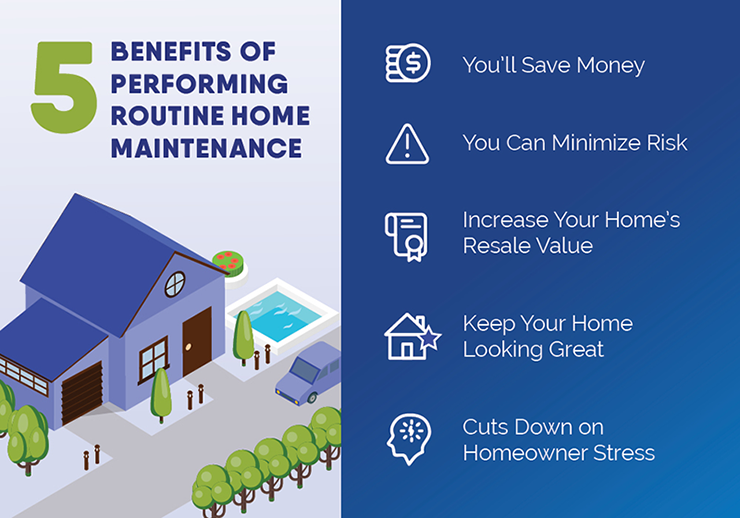 5
BENEFITS OF
PERFORMING
ROUTINE HOME
MAINTENANCE
You'll Save Money
You Can Minimize Risk
Increase Your Home's
Resale Value
Keep Your Home
Looking Great
Cuts Down on
Homeowner Stress